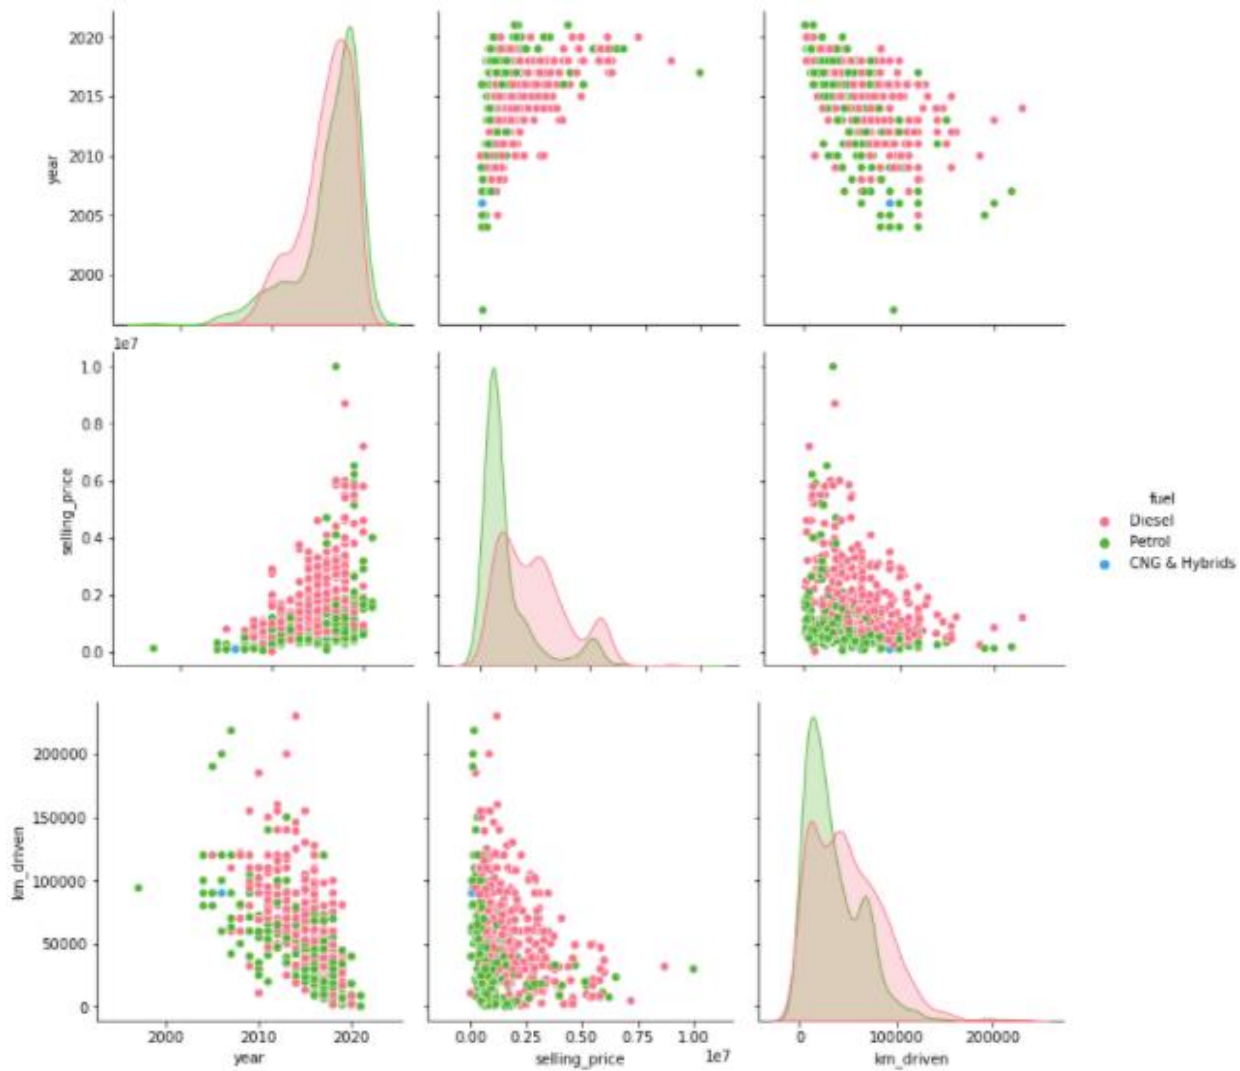 2020
2015
2010
2005
2000
year
1e7
1.0
0.8
0.6
0.4
0.2
0.0
selling_price
fuel
Diesel
Petrol
CNG & Hybrids
200000
150000
100000
50000
0
km_driven
2000 2010 2020
year
0.00 0.25 0.50 0.75 1.00
selling_price 1e7
0 100000 200000
km_driven